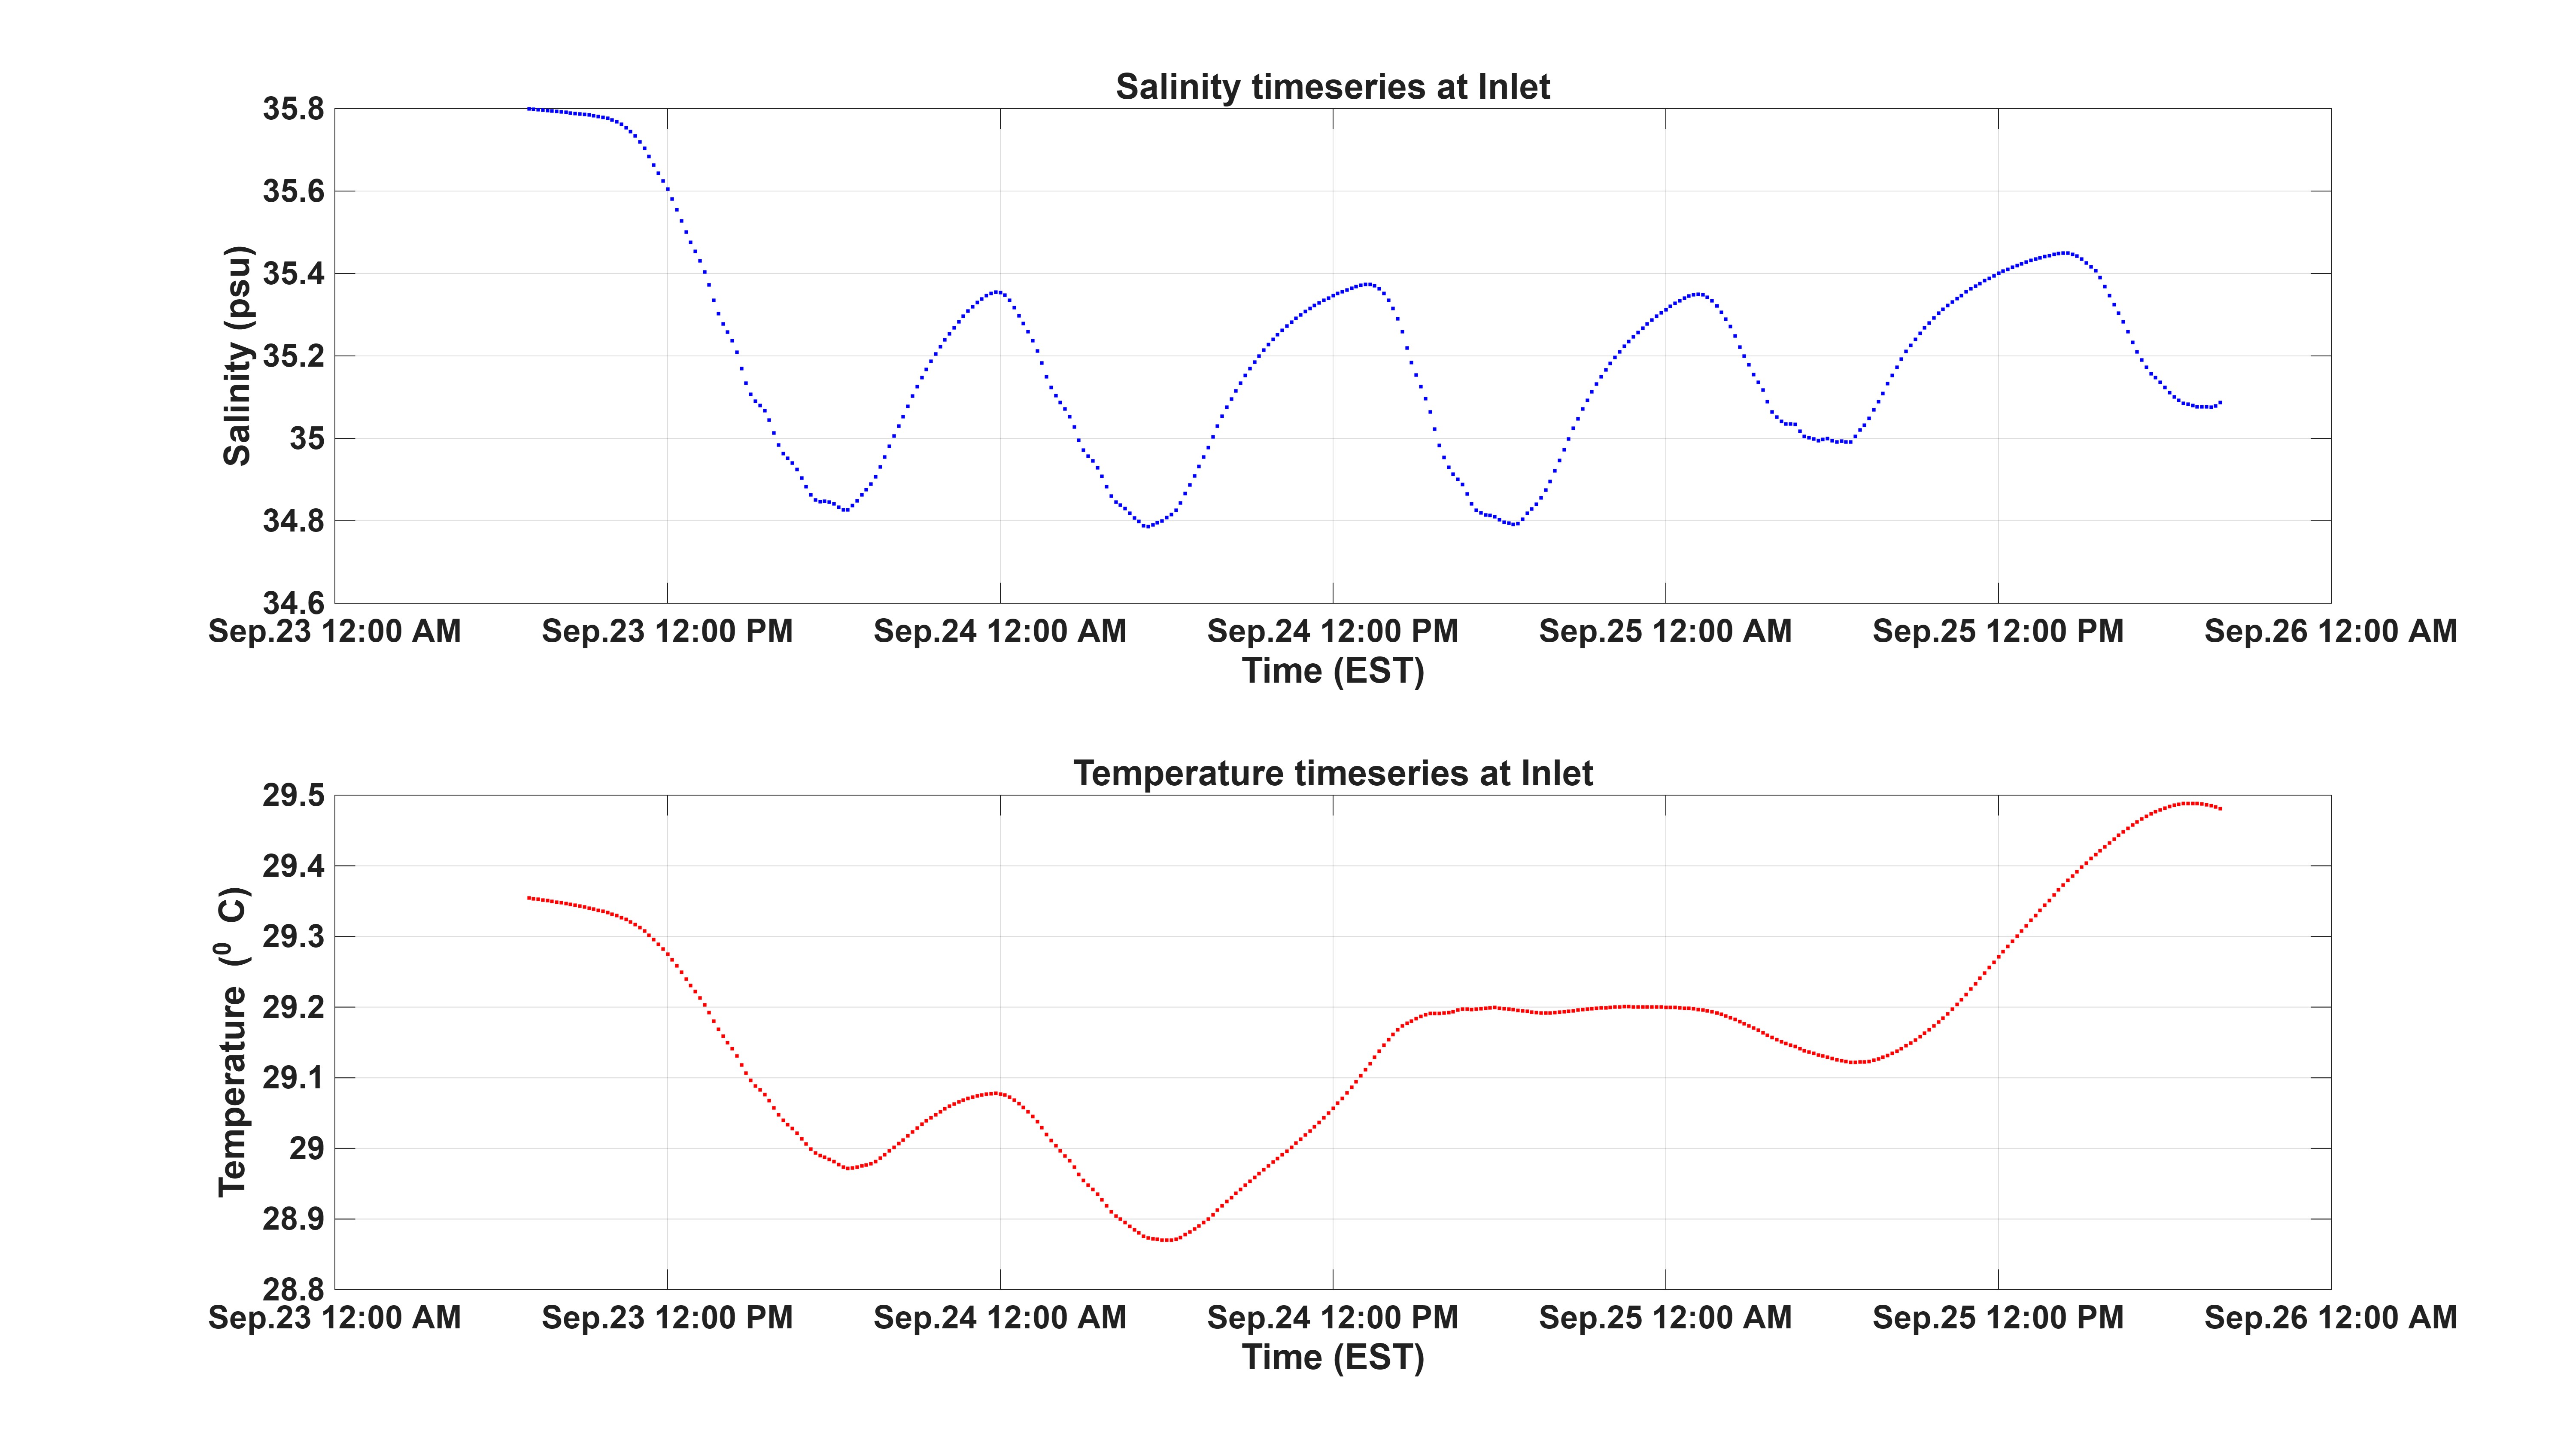 Salinity timeseries at Inlet
Salinity (psu)
35.8
35.6
35.4
35.2
35
34.8
34.6
Sep.23 12:00 AM Sep.23 12:00 PM Sep.24 12:00 AM Sep.24 12:00 PM Sep.25 12:00 AM Sep.25 12:00 PM Sep.26 12:00 AM
Time (EST)
Temperature timeseries at Inlet
Temperature (⁰ C)
29.5
29.4
29.3
29.2
29.1
29
28.9
28.8
Sep.23 12:00 AM Sep.23 12:00 PM Sep.24 12:00 AM Sep.24 12:00 PM Sep.25 12:00 AM Sep.25 12:00 PM Sep.26 12:00 AM
Time (EST)